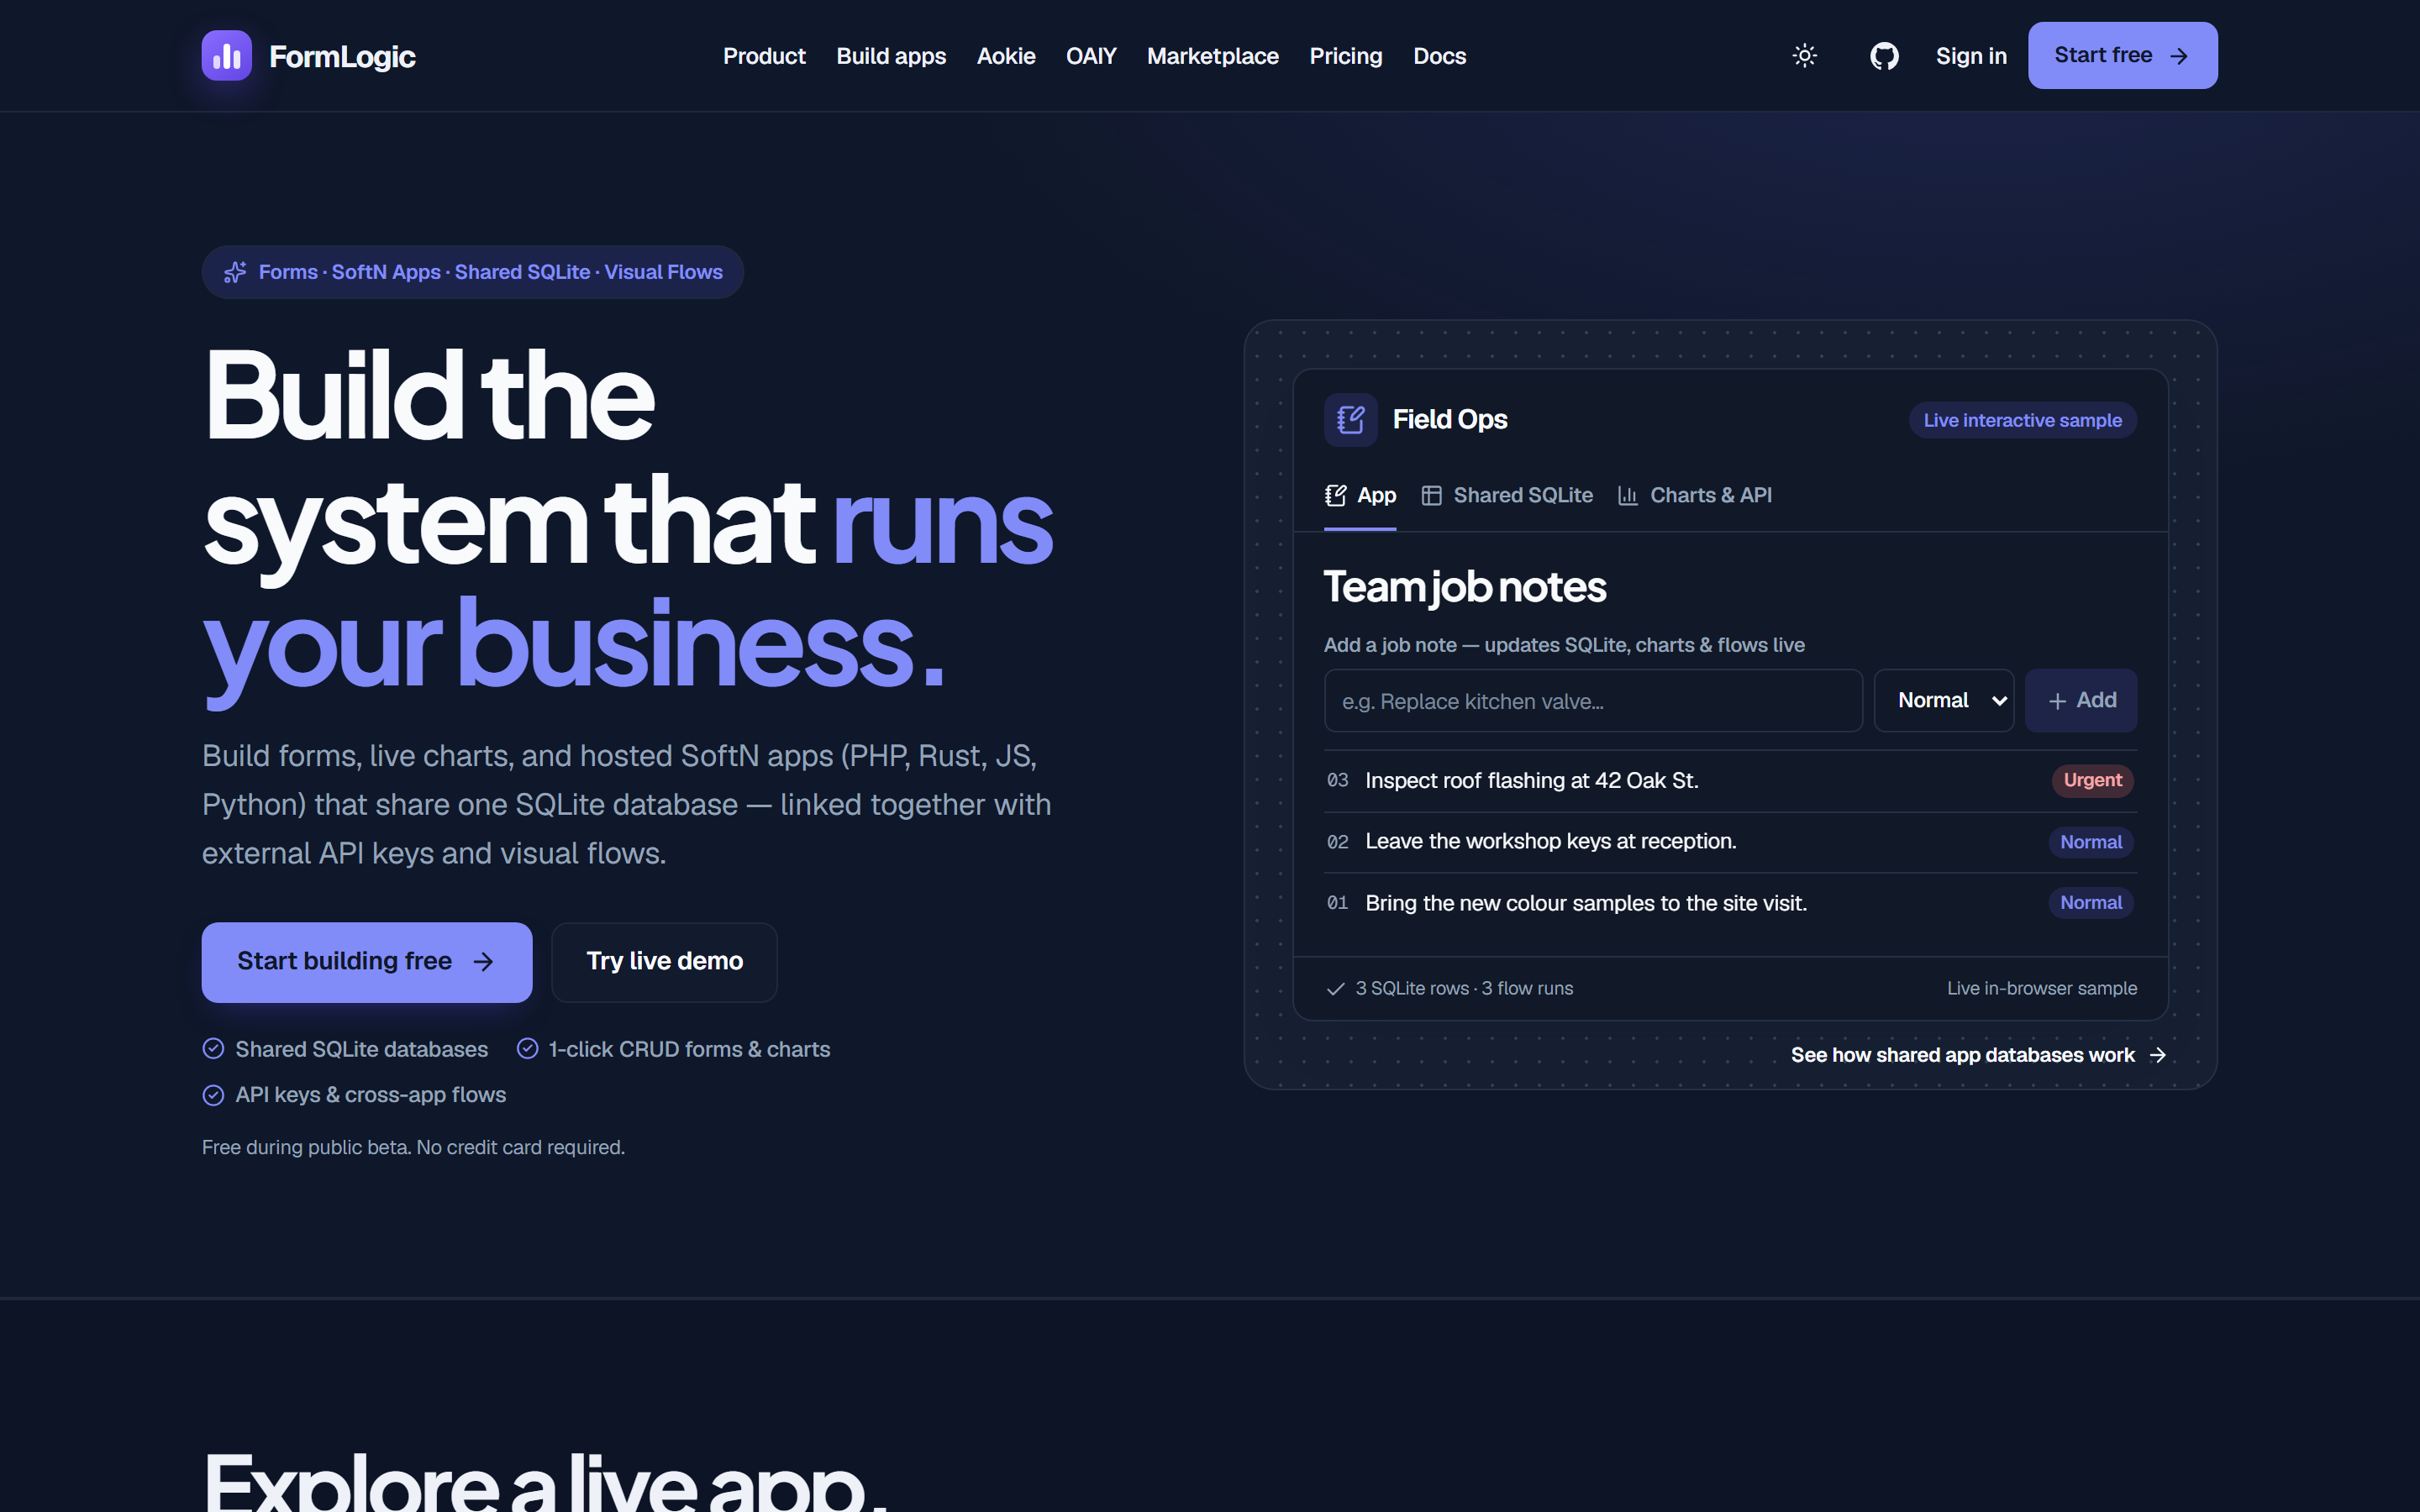 FormLogic
Product
Build apps
Aokie
OAIY
Marketplace
Pricing
Docs
Sign in
Start free
Forms · SoftN Apps · Shared SQLite · Visual Flows
Build the
system that runs
your business.
Build forms, live charts, and hosted SoftN apps (PHP, Rust, JS,
Python) that share one SQLite database — linked together with
external API keys and visual flows.
Start building free
Try live demo
Shared SQLite databases
1-click CRUD forms & charts
API keys & cross-app flows
Free during public beta. No credit card required.
Field Ops
Live interactive sample
App
Shared SQLite
Charts & API
Team job notes
Add a job note — updates SQLite, charts & flows live
e.g. Replace kitchen valve...
Normal
Add
03 Inspect roof flashing at 42 Oak St. Urgent
02 Leave the workshop keys at reception. Normal
01 Bring the new colour samples to the site visit. Normal
3 SQLite rows · 3 flow runs
Live in-browser sample
See how shared app databases work
Explore a live app.